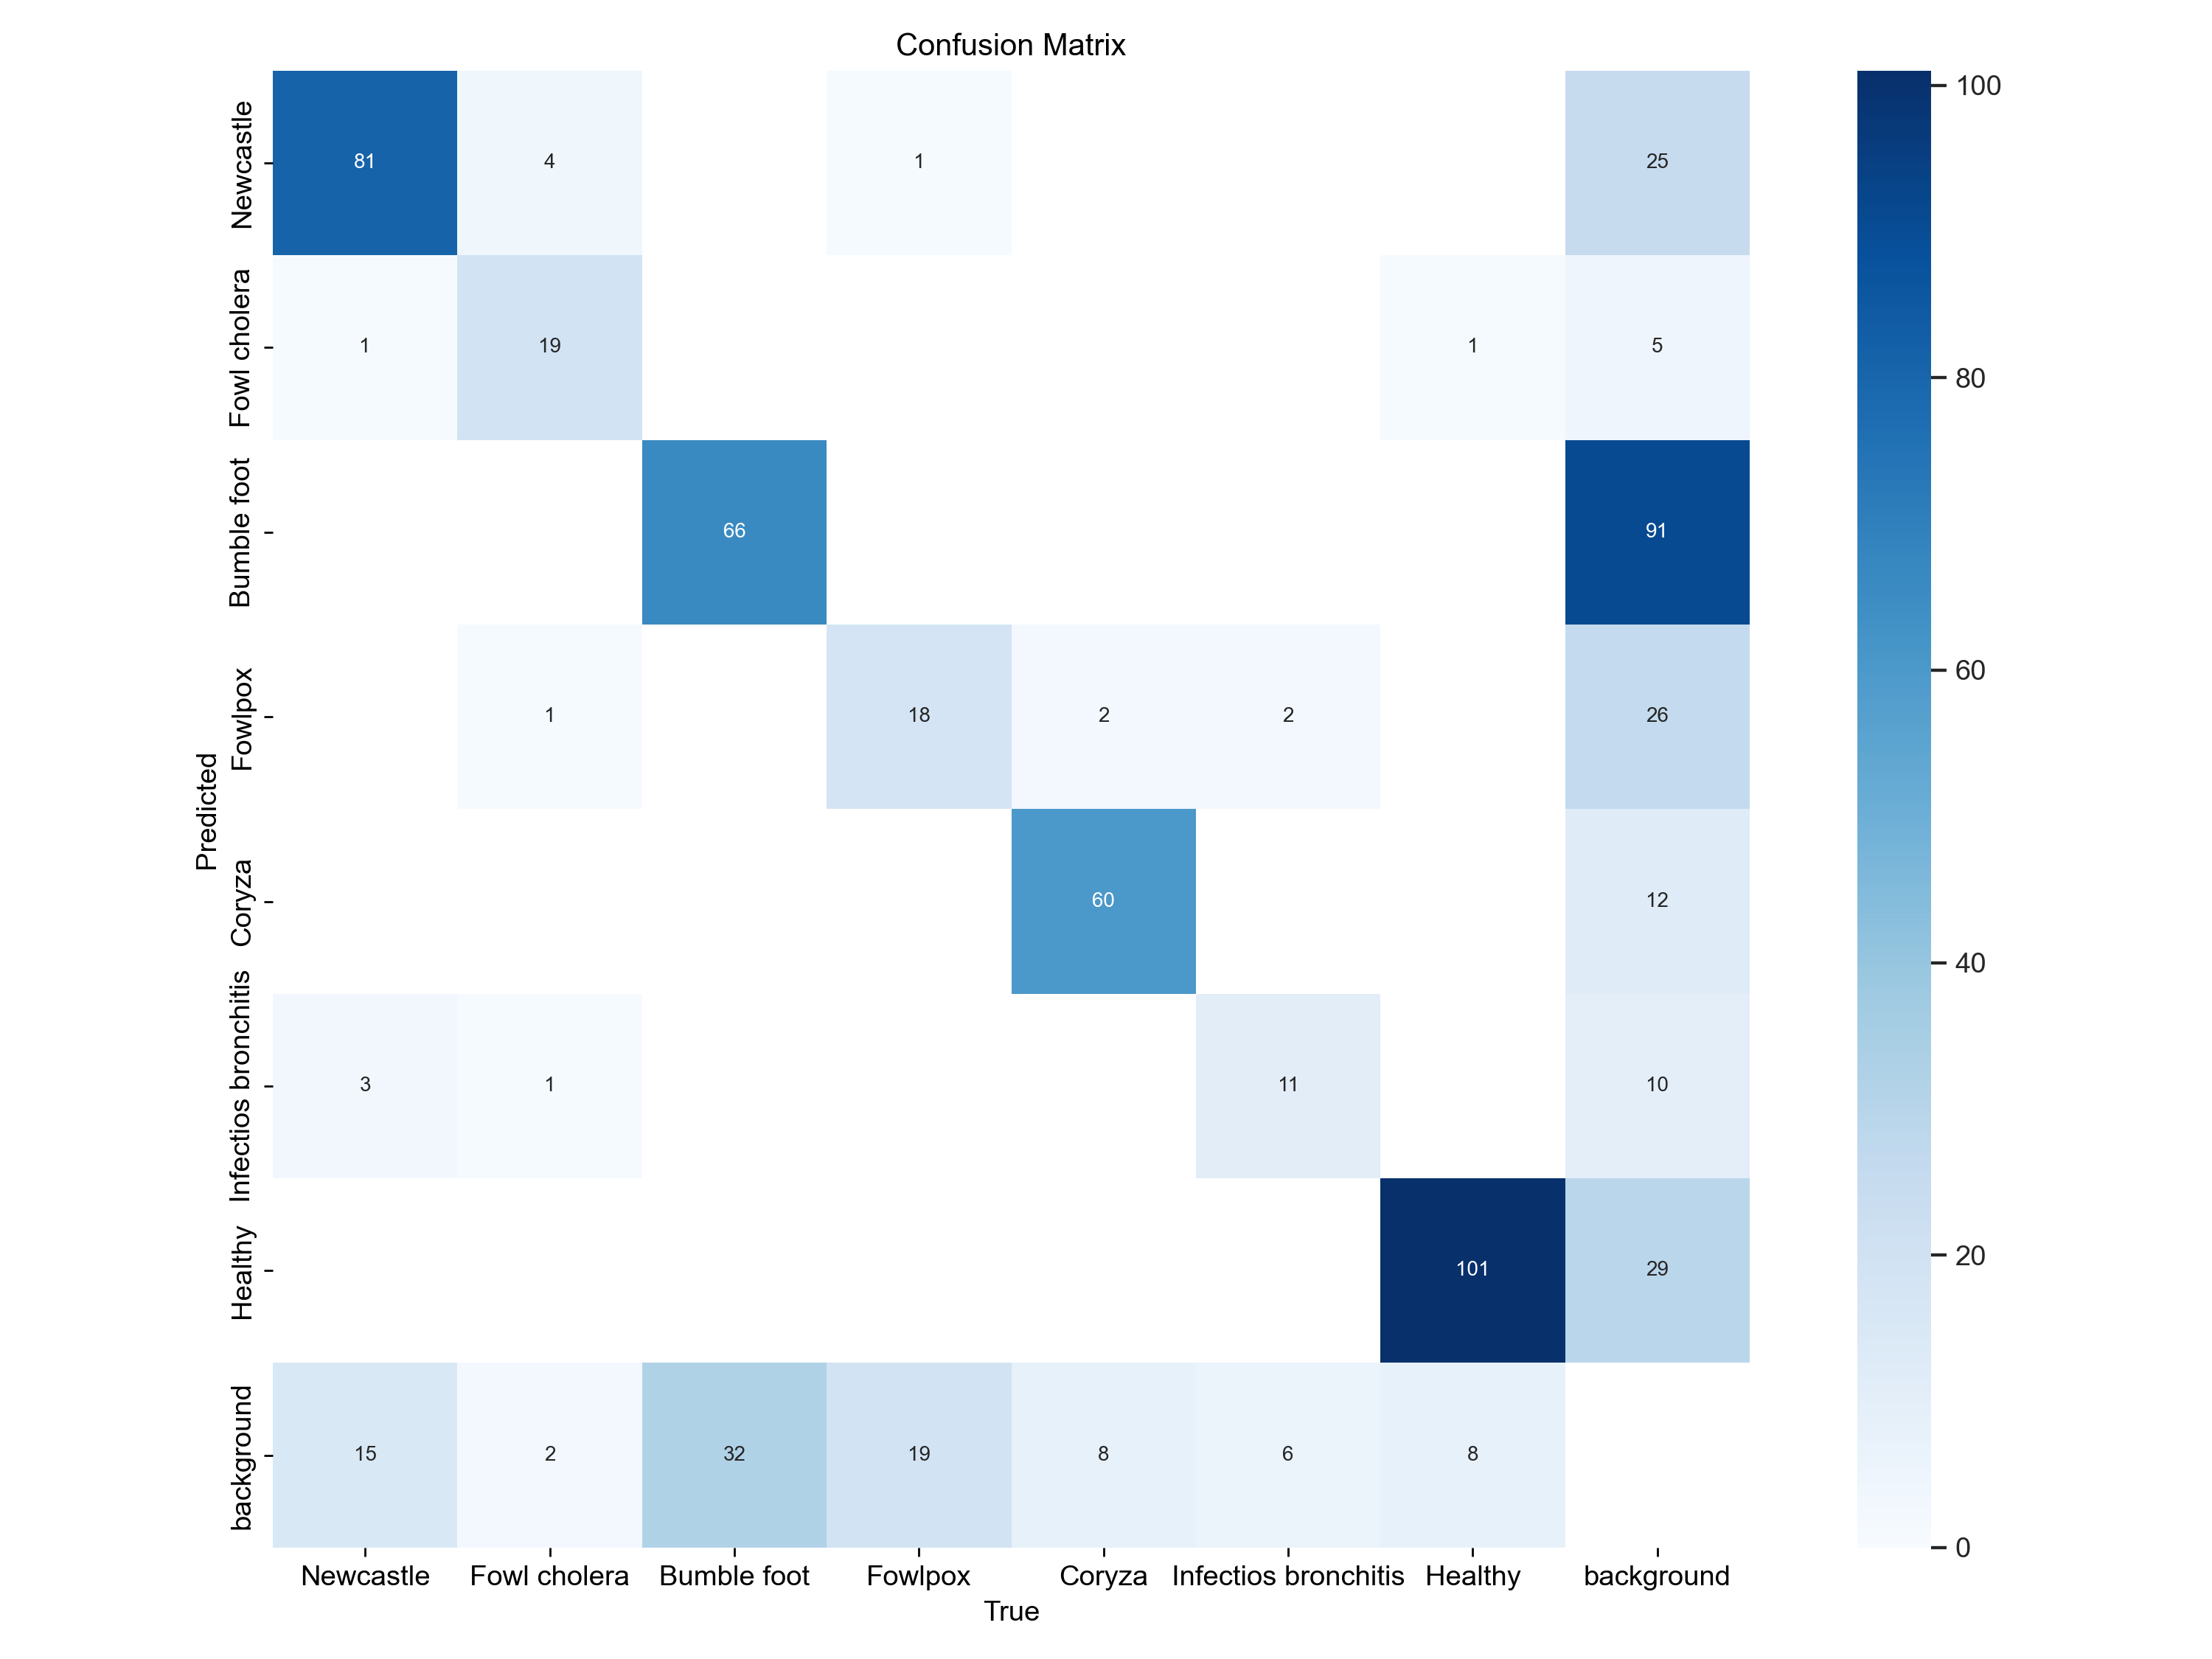 Confusion Matrix
Predicted
Newcastle
81 4 1 25
Fowl cholera
1 19 1 5
Bumble foot
66 91
Fowlpox
1 18 2 2 26
Coryza
60 12
Infectios bronchitis
3 1 11 10
Healthy
101 29
background
15 2 32 19 8 6 8
Newcastle Fowl cholera Bumble foot Fowlpox Coryza Infectios bronchitis Healthy background
True
100
80
60
40
20
0